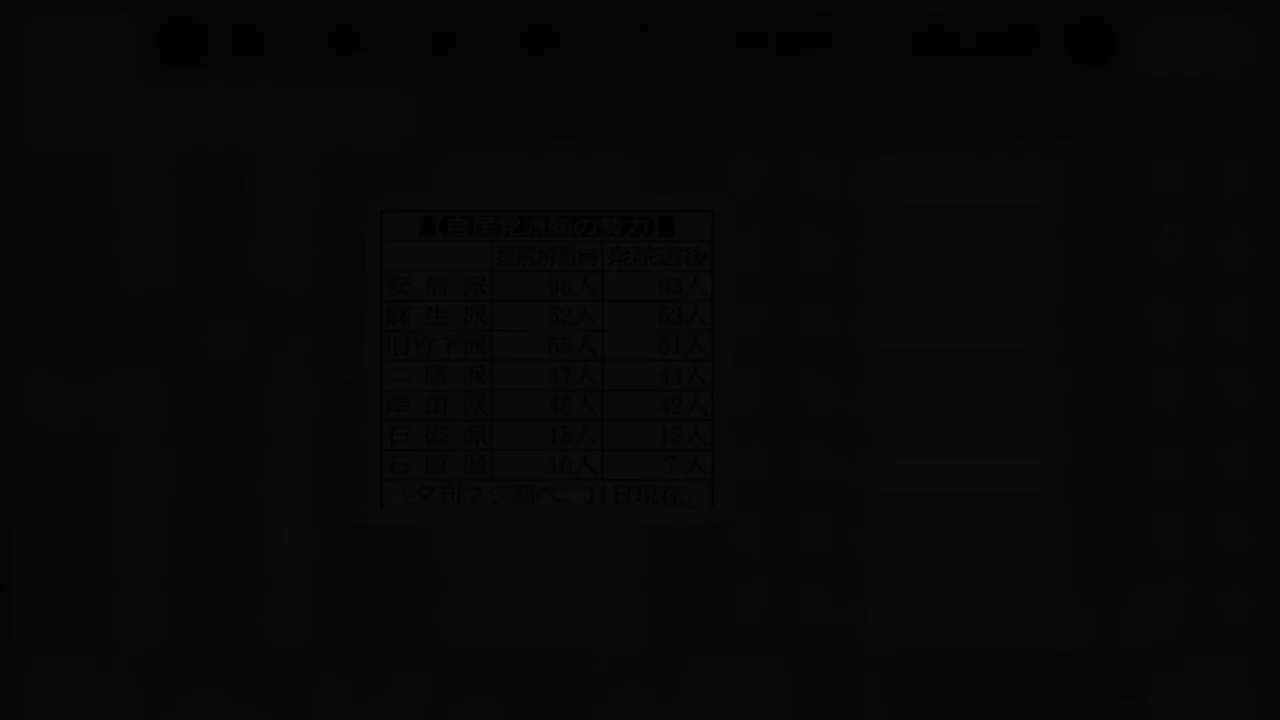 【自民党派閥の勢力】
衆院解散時 衆院選後
安倍派 96人 93人
麻生派 52人 53人
旧竹下派 53人 51人
二階派 47人 44人
岸田派 46人 42人
石破派 15人 12人
石原派 10人 7人
(夕刊フジ調べ、11日現在)